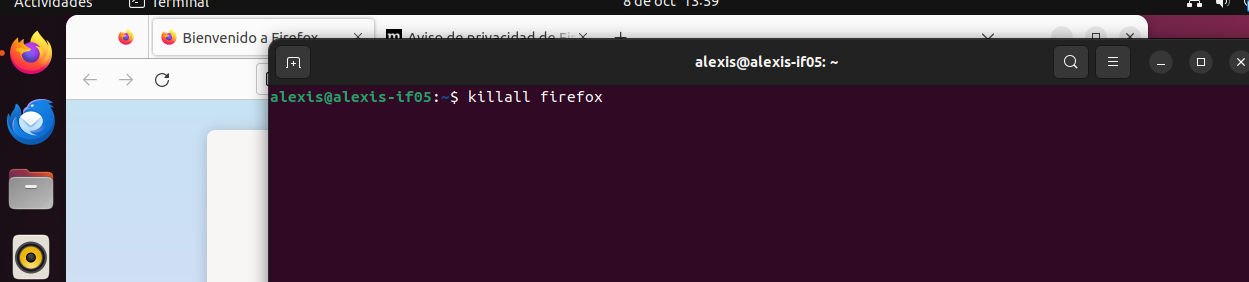 Actividades Terminal 8 de oct 13:59
Bienvenido a Firefox Aviso de privacidad de
alexis@alexis-if05: ~
alexis@alexis-if05:~$ killall firefox